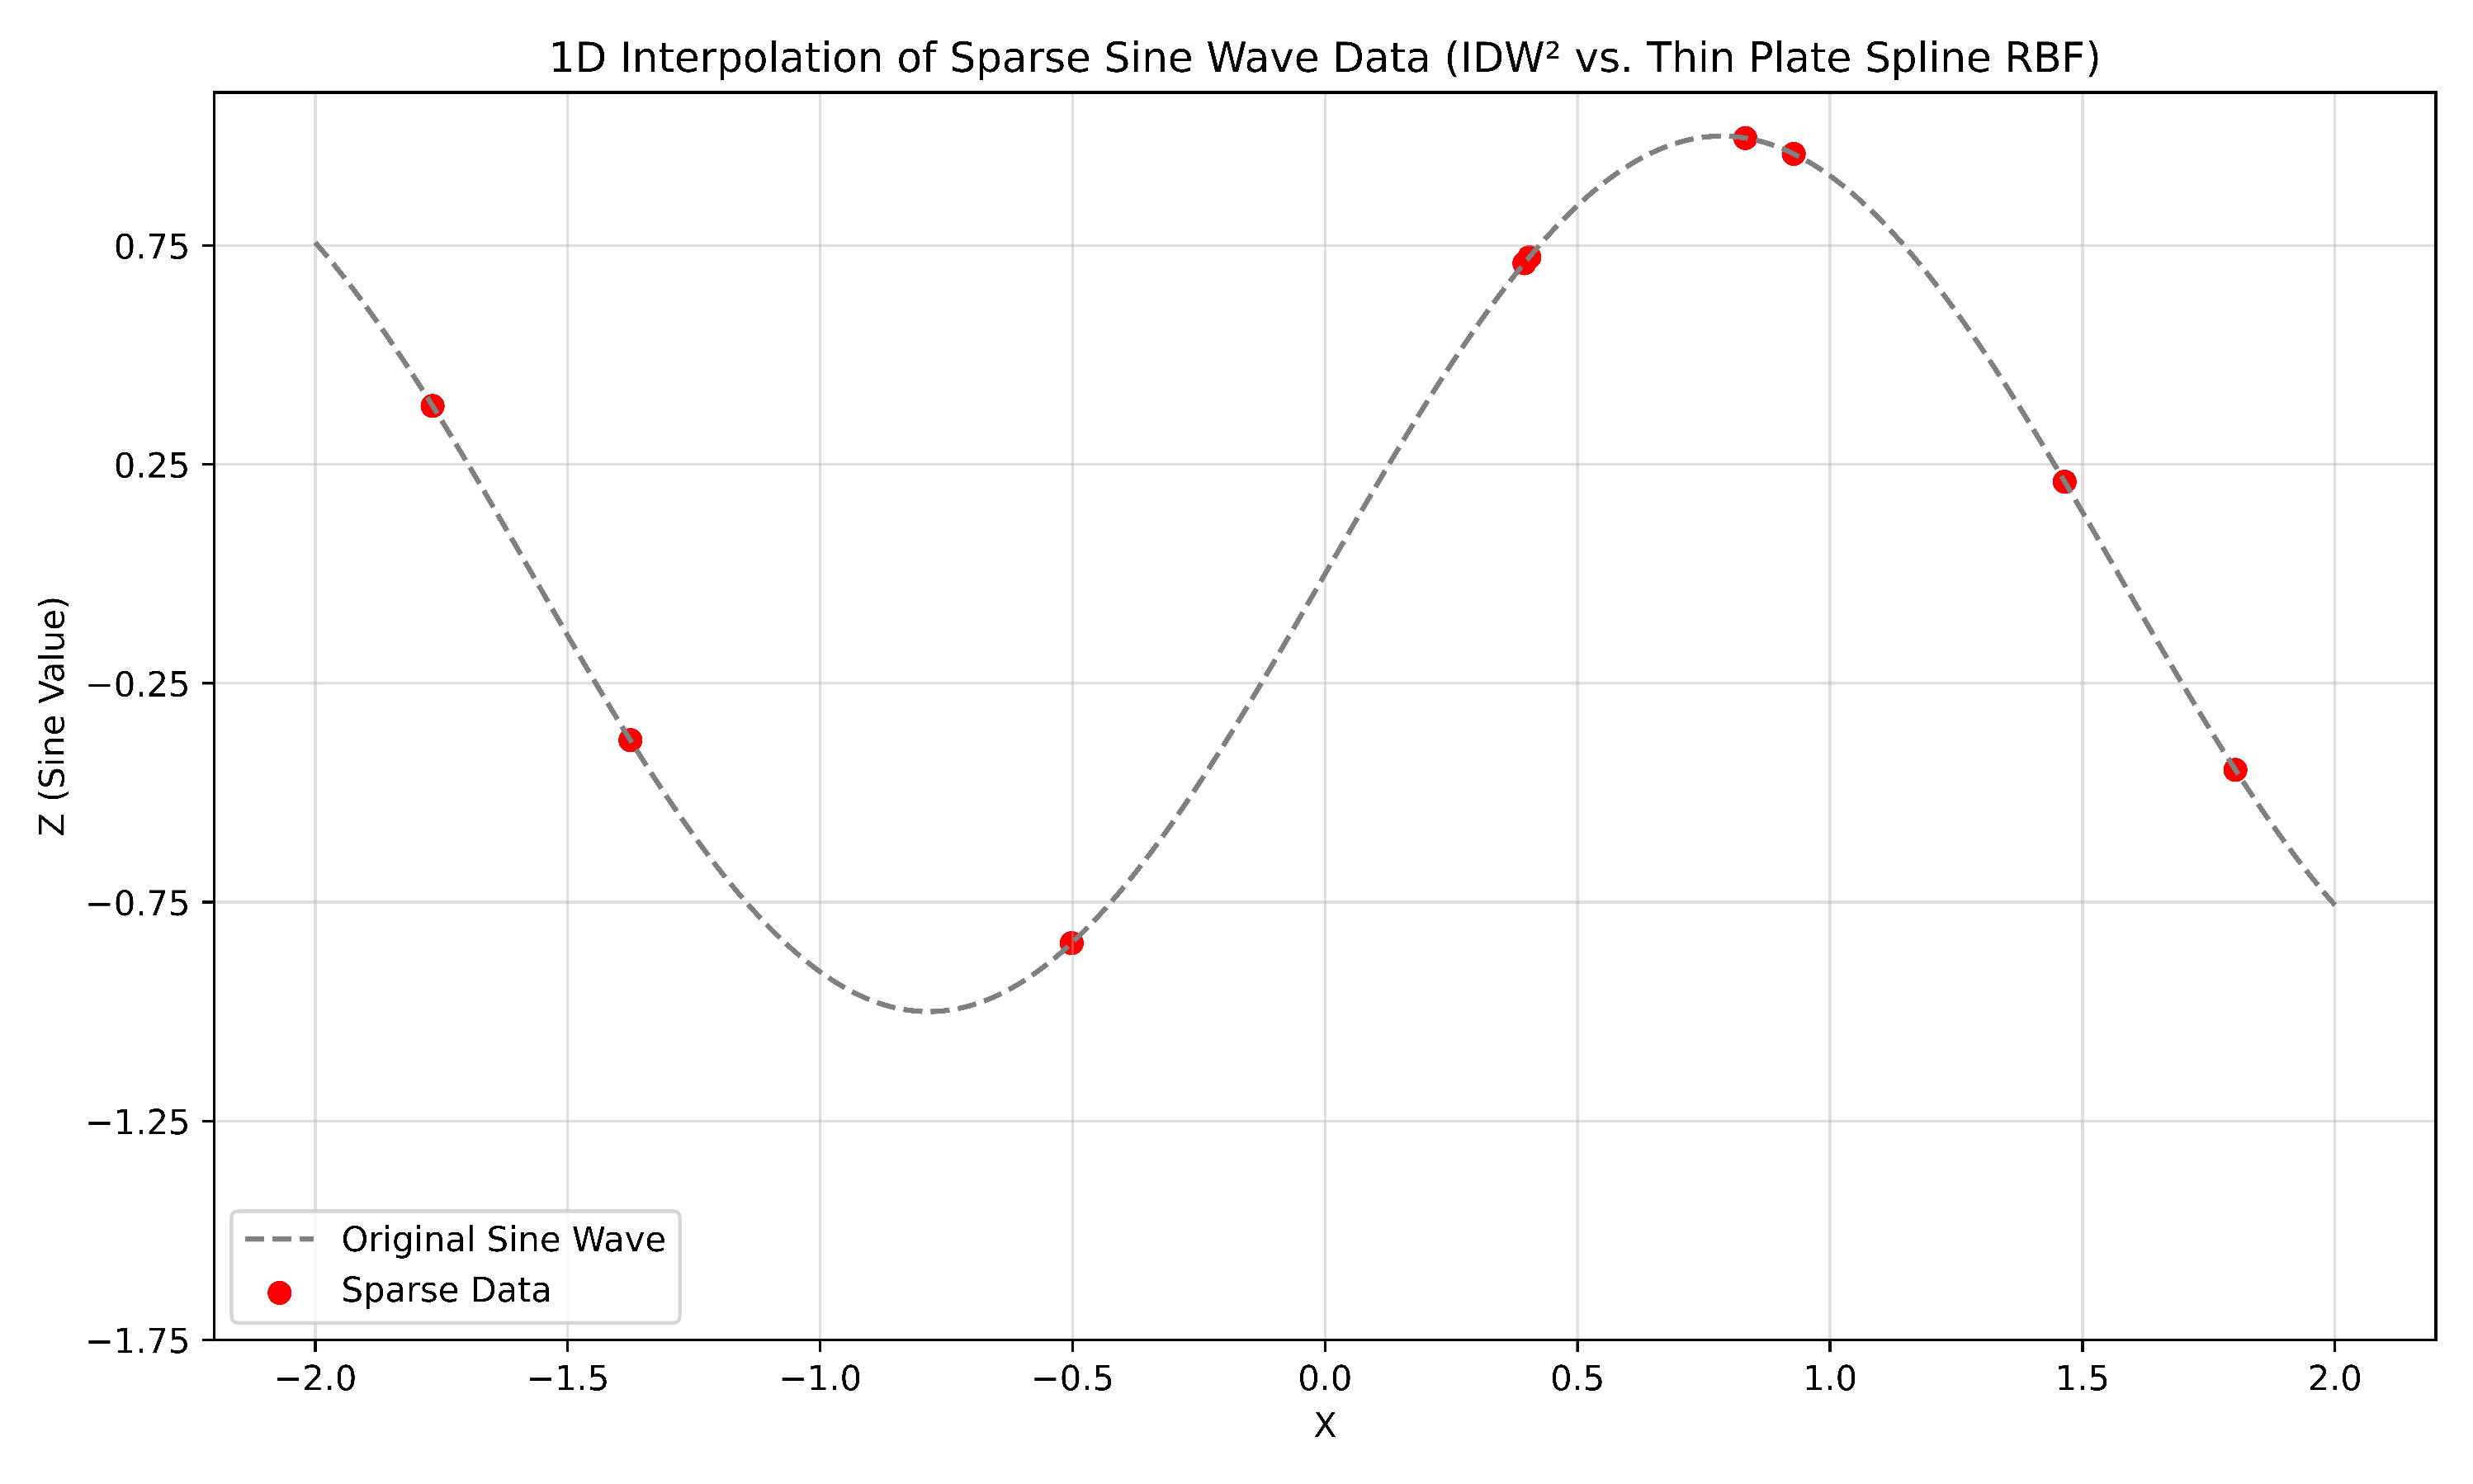 1D Interpolation of Sparse Sine Wave Data (IDW² vs. Thin Plate Spline RBF)
Z (Sine Value)
0.75
0.25
−0.25
−0.75
−1.25
−1.75
Original Sine Wave
Sparse Data
−2.0 −1.5 −1.0 −0.5 0.0 0.5 1.0 1.5 2.0
X